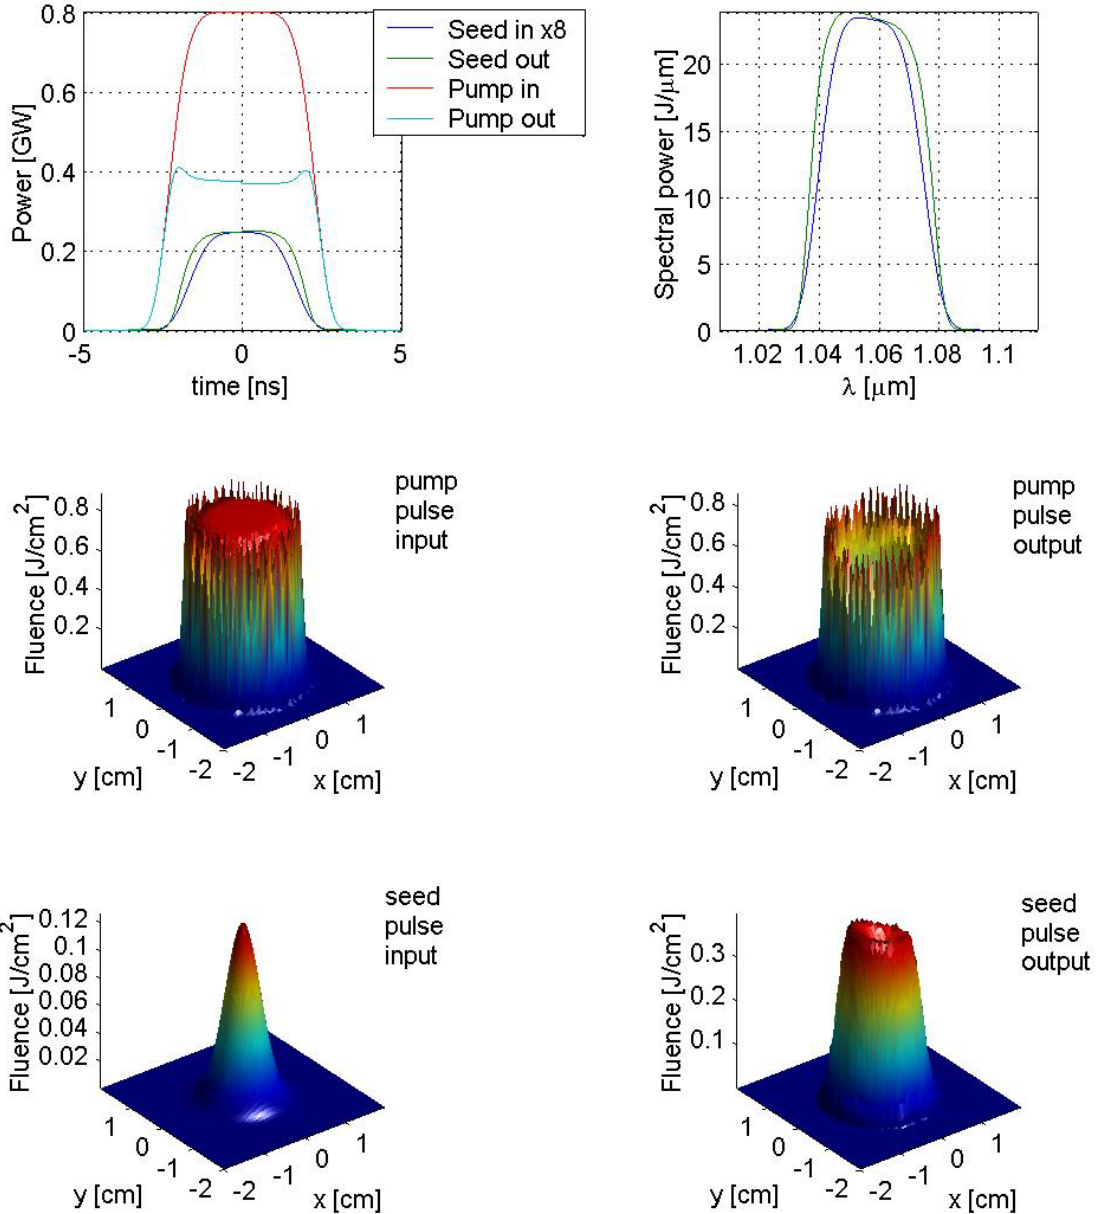 0.8
0.6
0.4
0.2
0
Power [GW]
-5
0
5
time [ns]
Seed in x8
Seed out
Pump in
Pump out
20
15
10
5
0
Spectral power [J/μm]
1.02
1.04
1.06
1.08
1.1
λ [μm]
pump
pulse
input
0.8
0.6
0.4
0.2
Fluence [J/cm²]
1
0
-1
-2
y [cm]
-2
-1
0
1
x [cm]
pump
pulse
output
0.8
0.6
0.4
0.2
Fluence [J/cm²]
1
0
-1
-2
y [cm]
-2
-1
0
1
x [cm]
seed
pulse
input
0.12
0.1
0.08
0.06
0.04
0.02
Fluence [J/cm²]
1
0
-1
-2
y [cm]
-2
-1
0
1
x [cm]
seed
pulse
output
0.3
0.2
0.1
Fluence [J/cm²]
1
0
-1
-2
y [cm]
-2
-1
0
1
x [cm]